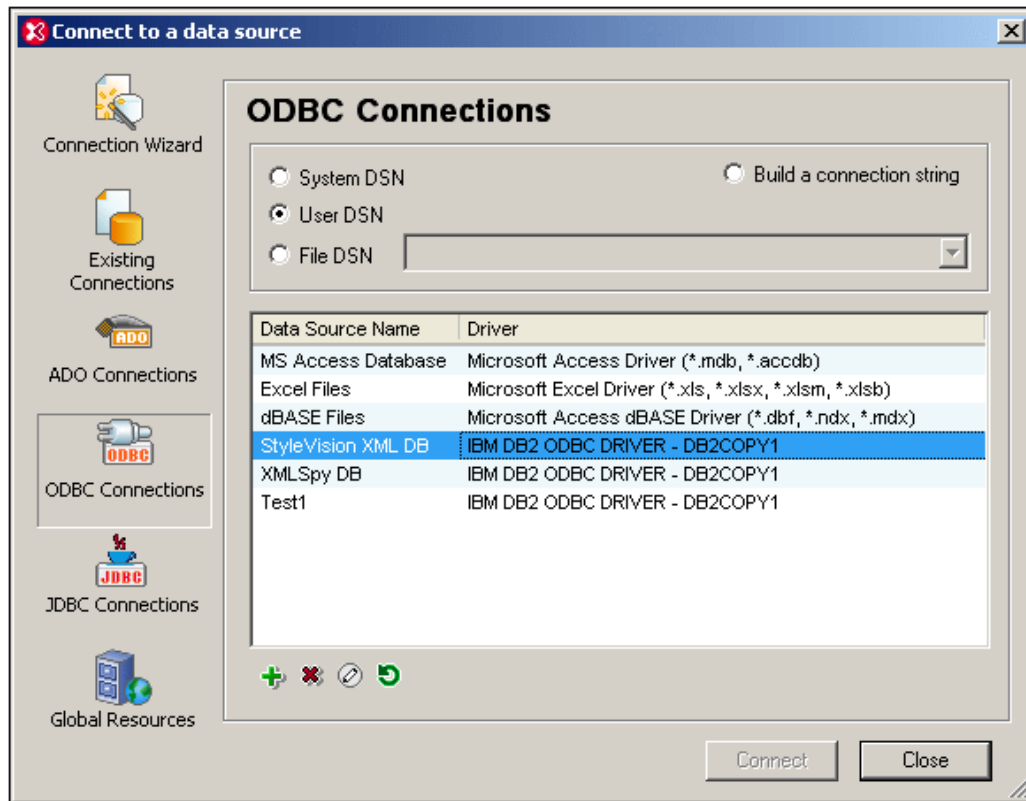 Connect to a data source
Connection Wizard
Existing
Connections
ADO
ADO Connections
ODBC
ODBC Connections
JDBC
JDBC Connections
Global Resources
ODBC Connections
System DSN
Build a connection string
User DSN
File DSN
Data Source Name Driver
MS Access Database Microsoft Access Driver (*.mdb, *.accdb)
Excel Files Microsoft Excel Driver (*.xls, *.xlsx, *.xlsm, *.xlsb)
dBASE Files Microsoft Access dBASE Driver (*.dbf, *.ndx, *.mdx)
StyleVision XML DB IBM DB2 ODBC DRIVER - DB2COPY1
XMLSpy DB IBM DB2 ODBC DRIVER - DB2COPY1
Test1 IBM DB2 ODBC DRIVER - DB2COPY1
Connect Close